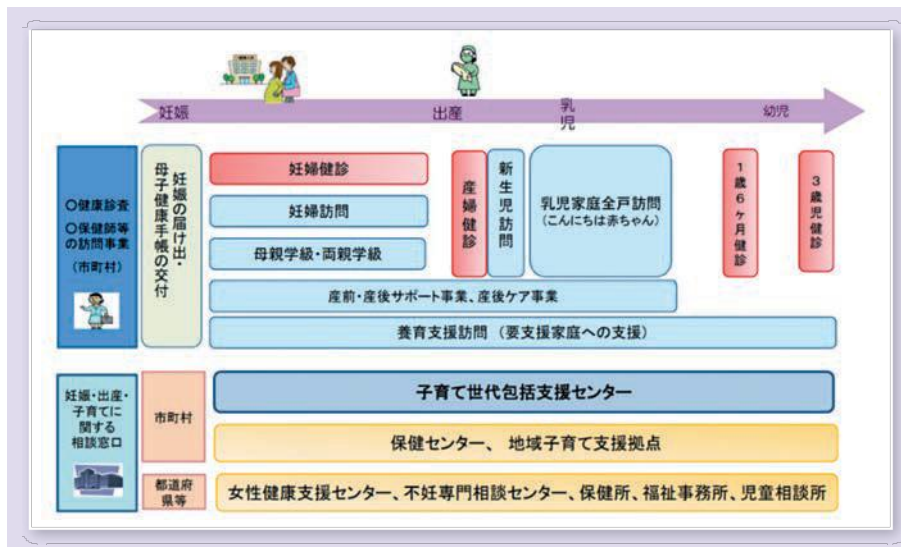 妊娠
出産
乳
児
幼児
〇健康診査
〇保健師等
の訪問事業
(市町村)
妊娠の届け出・
母子健康手帳の交付
妊婦健診
妊婦訪問
母親学級・両親学級
産婦健診
新生児訪問
乳児家庭全戸訪問
(こんにちは赤ちゃん)
1歳6ヶ月健診
3歳児健診
産前・産後サポート事業、産後ケア事業
養育支援訪問 (要支援家庭への支援)
妊娠・出産・
子育てに
関する
相談窓口
市町村
子育て世代包括支援センター
保健センター、 地域子育て支援拠点
都道府
県等
女性健康支援センター、不妊専門相談センター、保健所、福祉事務所、児童相談所